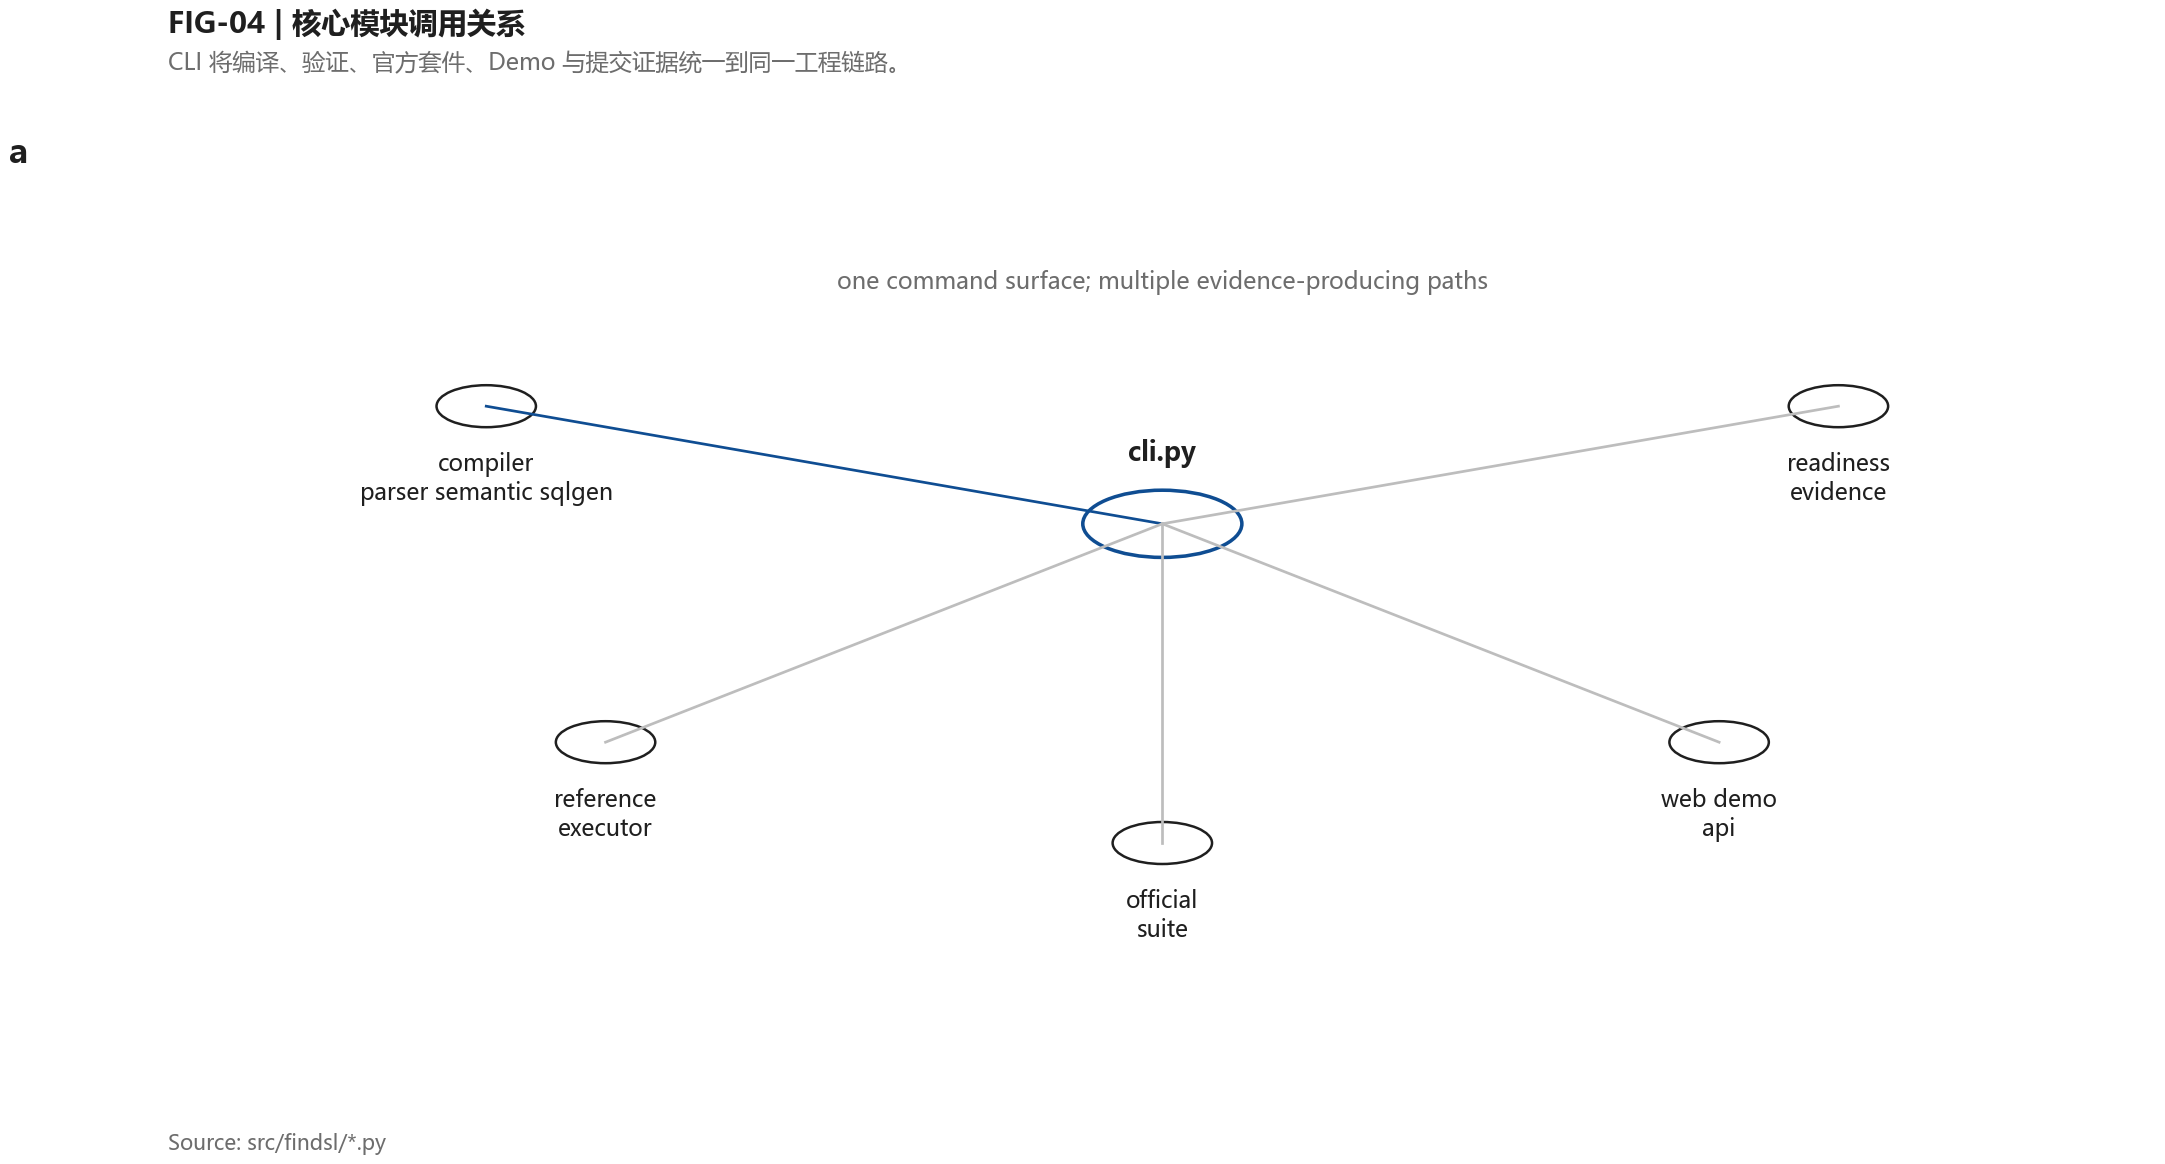 FIG-04 | 核心模块调用关系
CLI 将编译、验证、官方套件、Demo 与提交证据统一到同一工程链路。
a
one command surface; multiple evidence-producing paths
cli.py
compiler
parser semantic sqlgen
readiness
evidence
reference
executor
web demo
api
official
suite
Source: src/findsl/*.py